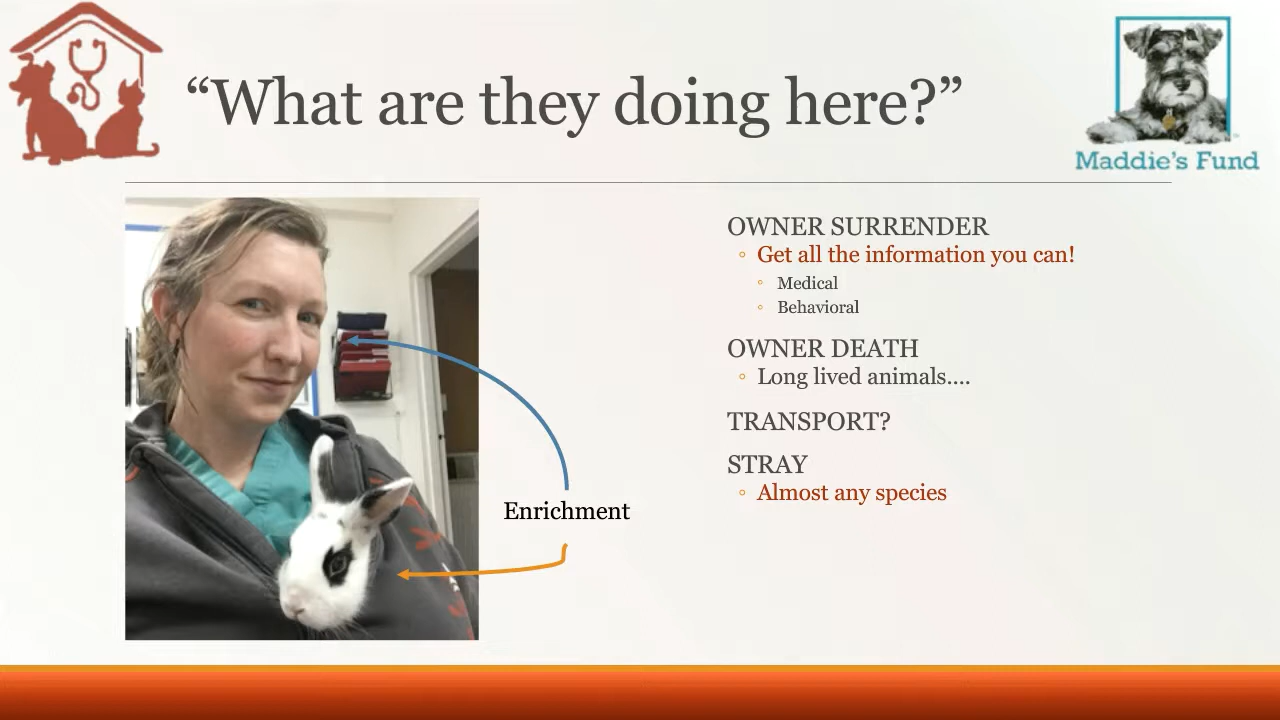 “What are they doing here?”
Maddie's Fund
OWNER SURRENDER
◦ Get all the information you can!
◦ Medical
◦ Behavioral
OWNER DEATH
◦ Long lived animals....
TRANSPORT?
STRAY
◦ Almost any species
Enrichment